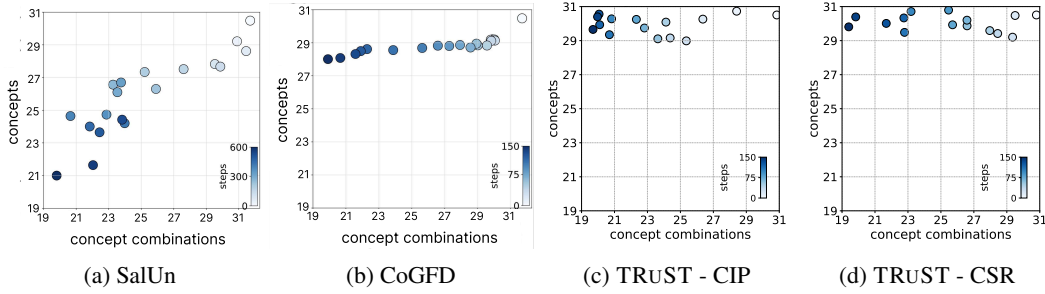 31
29
27
25
23
21
19
concepts
600
300
0
steps
19 21 23 25 27 29 31
concept combinations
(a) SalUn
31
29
27
25
23
21
19
concepts
150
75
0
steps
19 21 23 25 27 29 31
concept combinations
(b) CoGFD
31
29
27
25
23
21
19
concepts
150
75
0
steps
19 21 23 25 27 29 31
concept combinations
(c) TRUST - CIP
31
29
27
25
23
21
19
concepts
150
75
0
steps
19 21 23 25 27 29 31
concept combinations
(d) TRUST - CSR